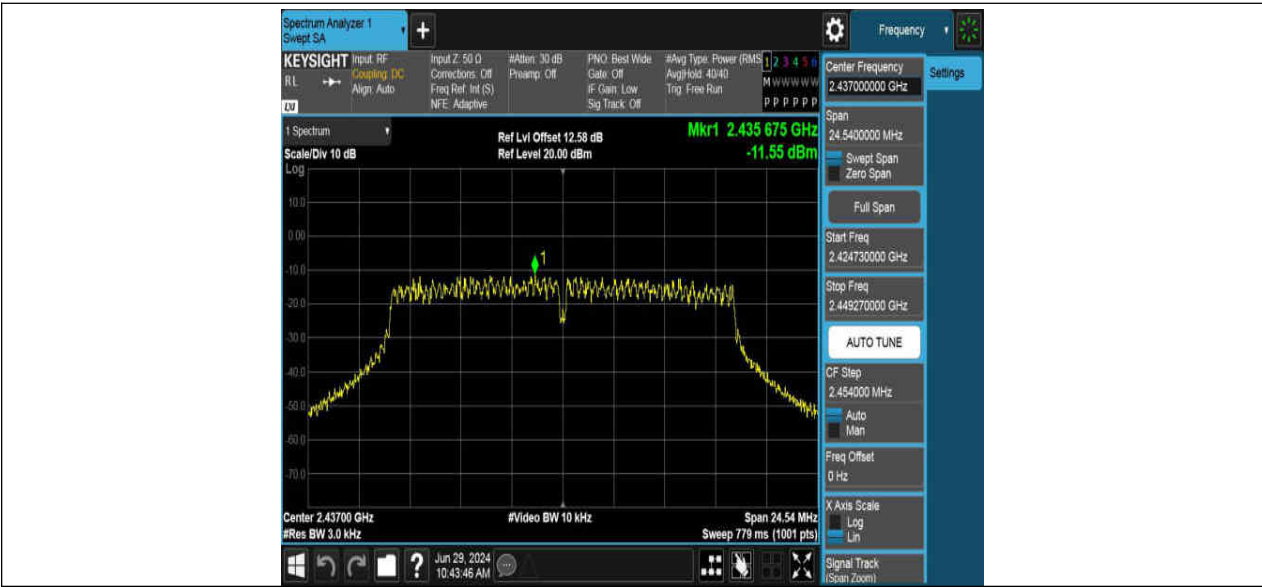 Spectrum Analyzer 1
Swept SA
+
Frequency
KEYSIGHT
RL
LXI
Input: RF
Coupling: DC
Align: Auto
Input Z: 50 Ω
Corrections: Off
Freq Ref: Int (S)
NFE: Adaptive
#Atten: 30 dB
Preamp: Off
PNO: Best Wide
Gate: Off
IF Gain: Low
Sig Track: Off
#Avg Type: Power (RMS
Avg|Hold: 40/40
Trig: Free Run
1 2 3 4 5 6
M W W W W W
P P P P P P
1 Spectrum
Scale/Div 10 dB
Ref Lvl Offset 12.58 dB
Ref Level 20.00 dBm
Mkr1 2.435 675 GHz
-11.55 dBm
Log
10.0
0.00
-10.0
-20.0
-30.0
-40.0
-50.0
-60.0
-70.0
1
Center 2.43700 GHz
#Res BW 3.0 kHz
#Video BW 10 kHz
Span 24.54 MHz
Sweep 779 ms (1001 pts)
Center Frequency
2.437000000 GHz
Settings
Span
24.5400000 MHz
Swept Span
Zero Span
Full Span
Start Freq
2.424730000 GHz
Stop Freq
2.449270000 GHz
AUTO TUNE
CF Step
2.454000 MHz
Auto
Man
Freq Offset
0 Hz
X Axis Scale
Log
Lin
Signal Track
(Span Zoom)
?
Jun 29, 2024
10:43:46 AM